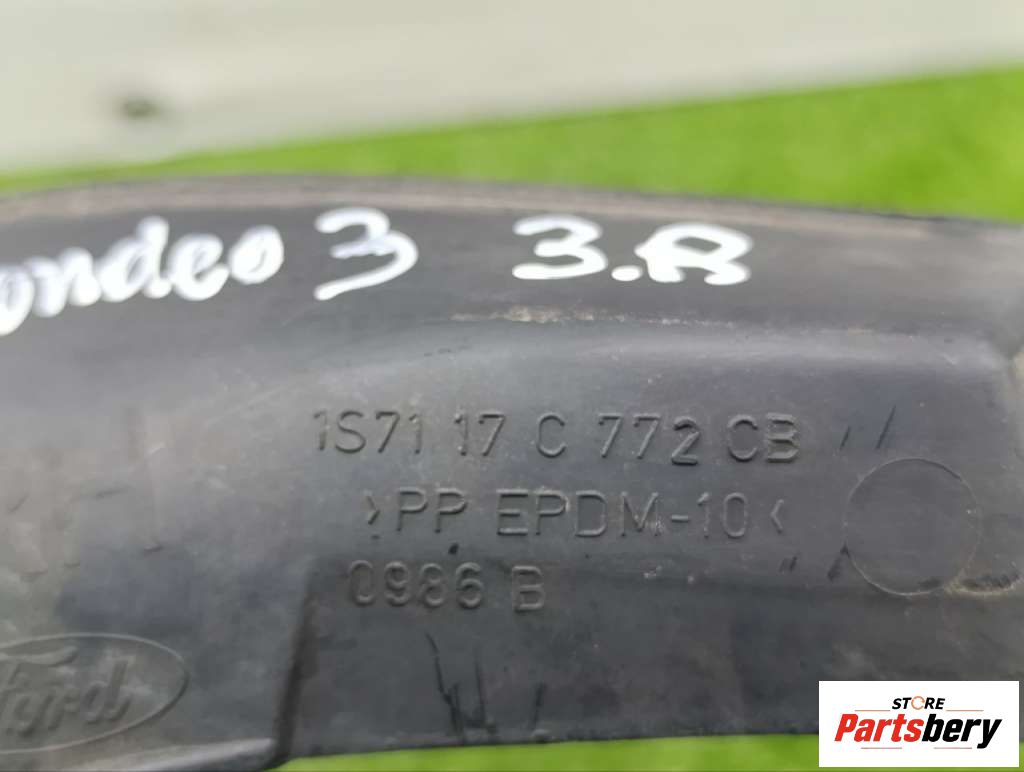 ondeo 3 3.A
1S71 17 C 772 CB
>PP EPDM-10<
0986 B
Ford
STORE
Partsbery